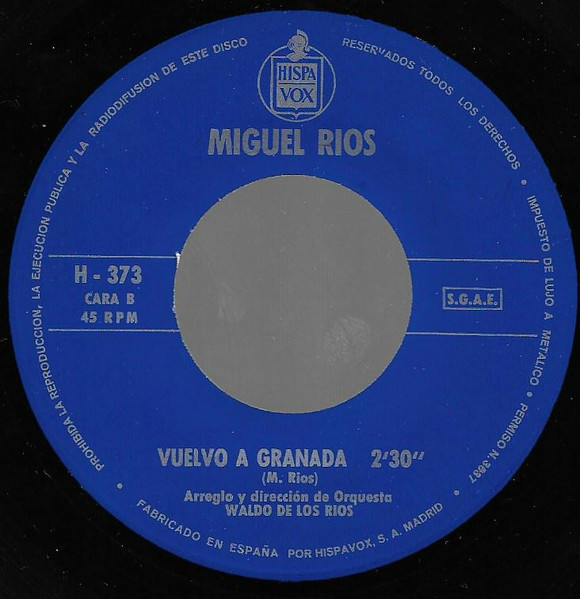 HISPA
VOX
MIGUEL RIOS
H - 373
CARA B
45 RPM
S.G.A.E.
VUELVO A GRANADA 2'30"
(M. Rios)
Arreglo y dirección de Orquesta
WALDO DE LOS RIOS
PROHIBIDA LA REPRODUCCION, LA EJECUCION PUBLICA Y LA RADIODIFUSION DE ESTE DISCO
RESERVADOS TODOS LOS DERECHOS • IMPUESTO DE LUJO A METALICO • PERMISO N. 3887
• FABRICADO EN ESPAÑA POR HISPAVOX, S. A. MADRID •